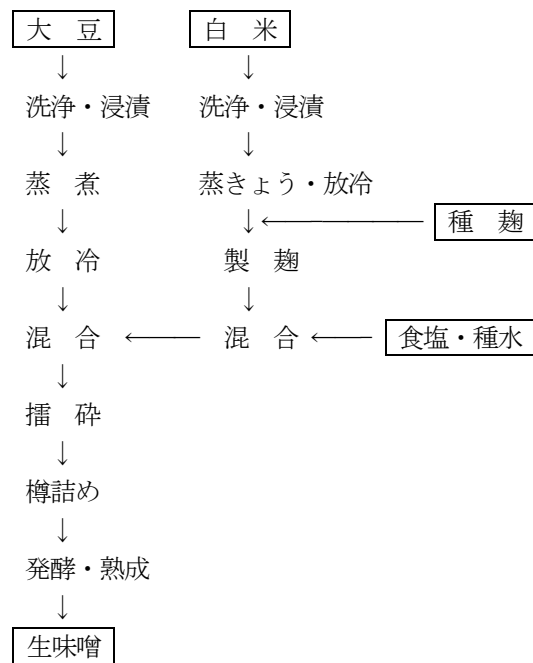 大　豆　白　米
↓　↓
洗浄・浸漬　洗浄・浸漬
↓　↓
蒸　煮　蒸きょう・放冷
↓　↓←　種　麹
放　冷　製　麹
↓　↓
混　合　←　混　合　←　食塩・種水
↓
擂　砕
↓
樽詰め
↓
発酵・熟成
↓
生味噌